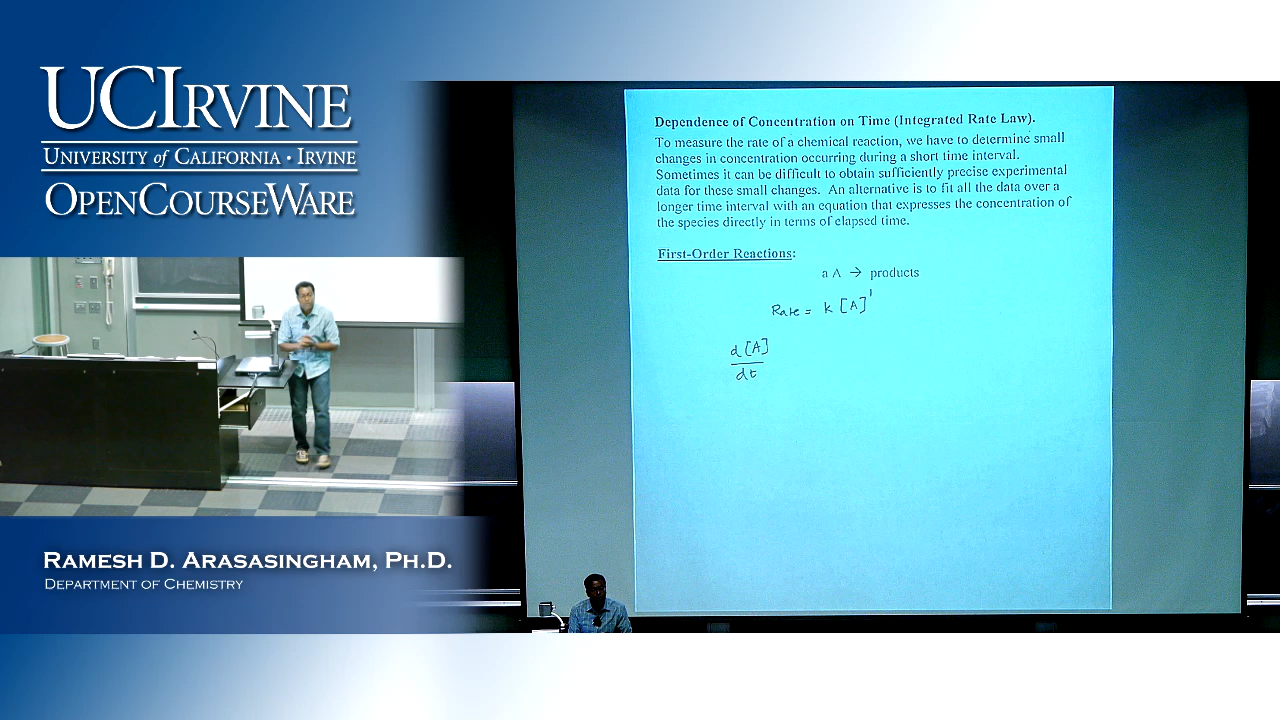 UCIRVINE
UNIVERSITY of CALIFORNIA · IRVINE
OPENCOURSEWARE
RAMESH D. ARASASINGHAM, PH.D.
DEPARTMENT OF CHEMISTRY
Dependence of Concentration on Time (Integrated Rate Law).
To measure the rate of a chemical reaction, we have to determine small
changes in concentration occurring during a short time interval.
Sometimes it can be difficult to obtain sufficiently precise experimental
data for these small changes. An alternative is to fit all the data over a
longer time interval with an equation that expresses the concentration of
the species directly in terms of elapsed time.
First-Order Reactions:
a A → products
Rate = k [A]¹
d[A]
dt